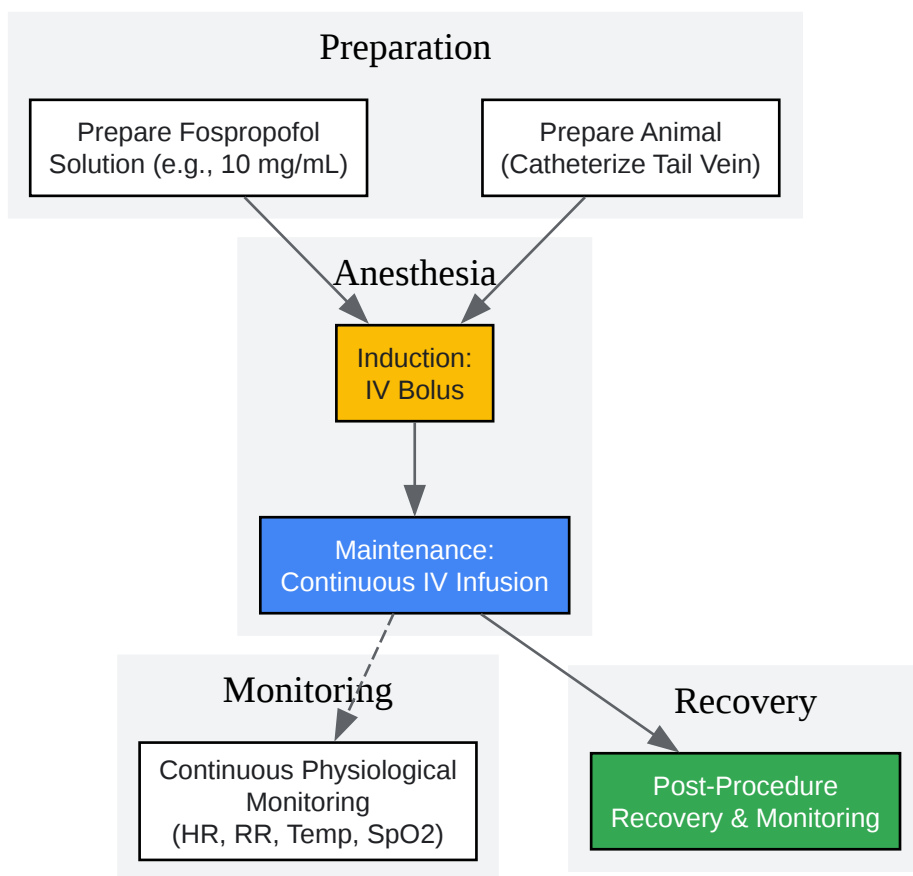 Preparation
Prepare Fospropofol
Solution (e.g., 10 mg/mL)
Prepare Animal
(Catheterize Tail Vein)
Anesthesia
Induction:
IV Bolus
Maintenance:
Continuous IV Infusion
Monitoring
Continuous Physiological
Monitoring
(HR, RR, Temp, SpO2)
Recovery
Post-Procedure
Recovery & Monitoring